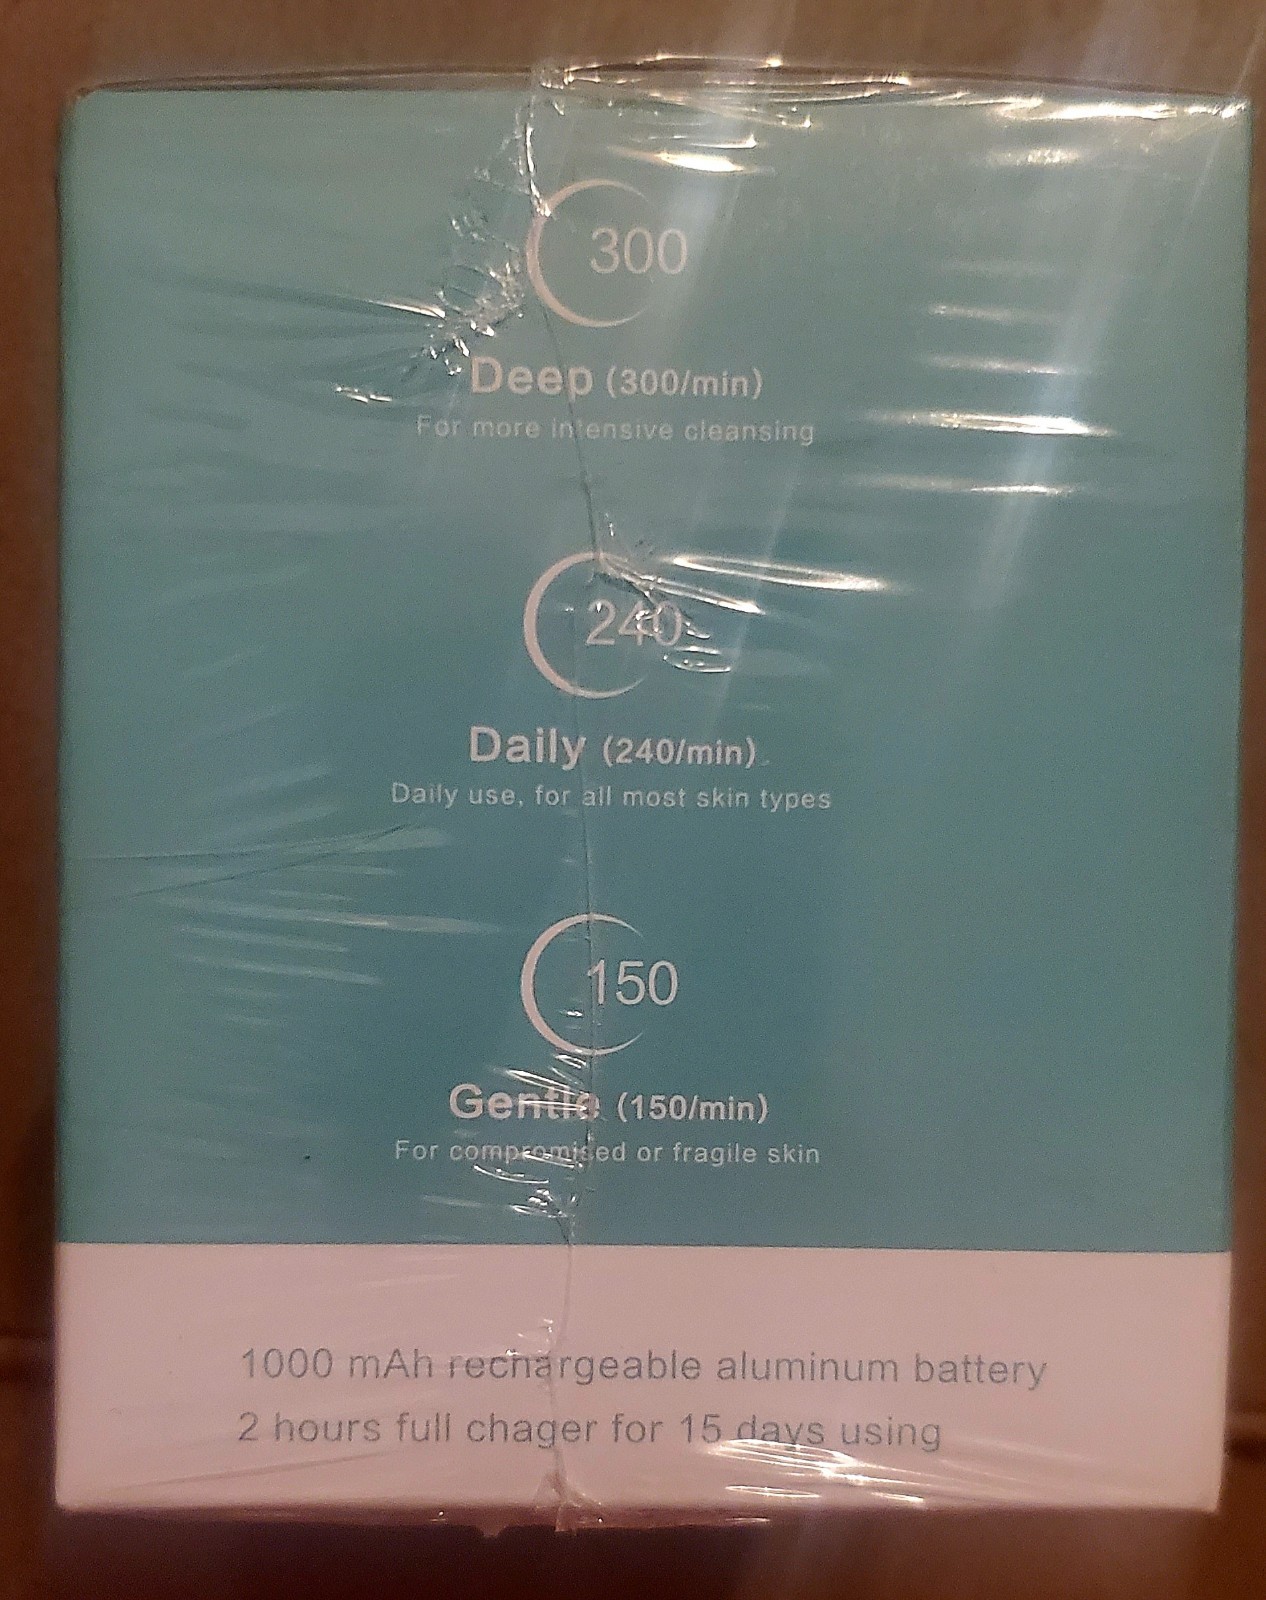 300
Deep (300/min)
For more intensive cleansing
240
Daily (240/min)
Daily use, for all most skin types
150
Gentle (150/min)
For compromised or fragile skin
1000 mAh rechargeable aluminum battery
2 hours full chager for 15 days using